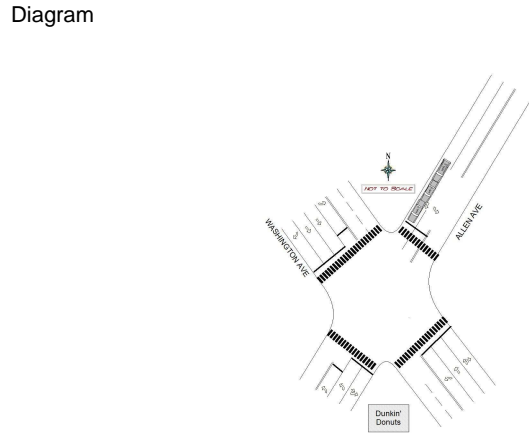 Diagram
N
NOT TO SCALE
WASHINGTON AVE
ALLEN AVE
Dunkin'
Donuts